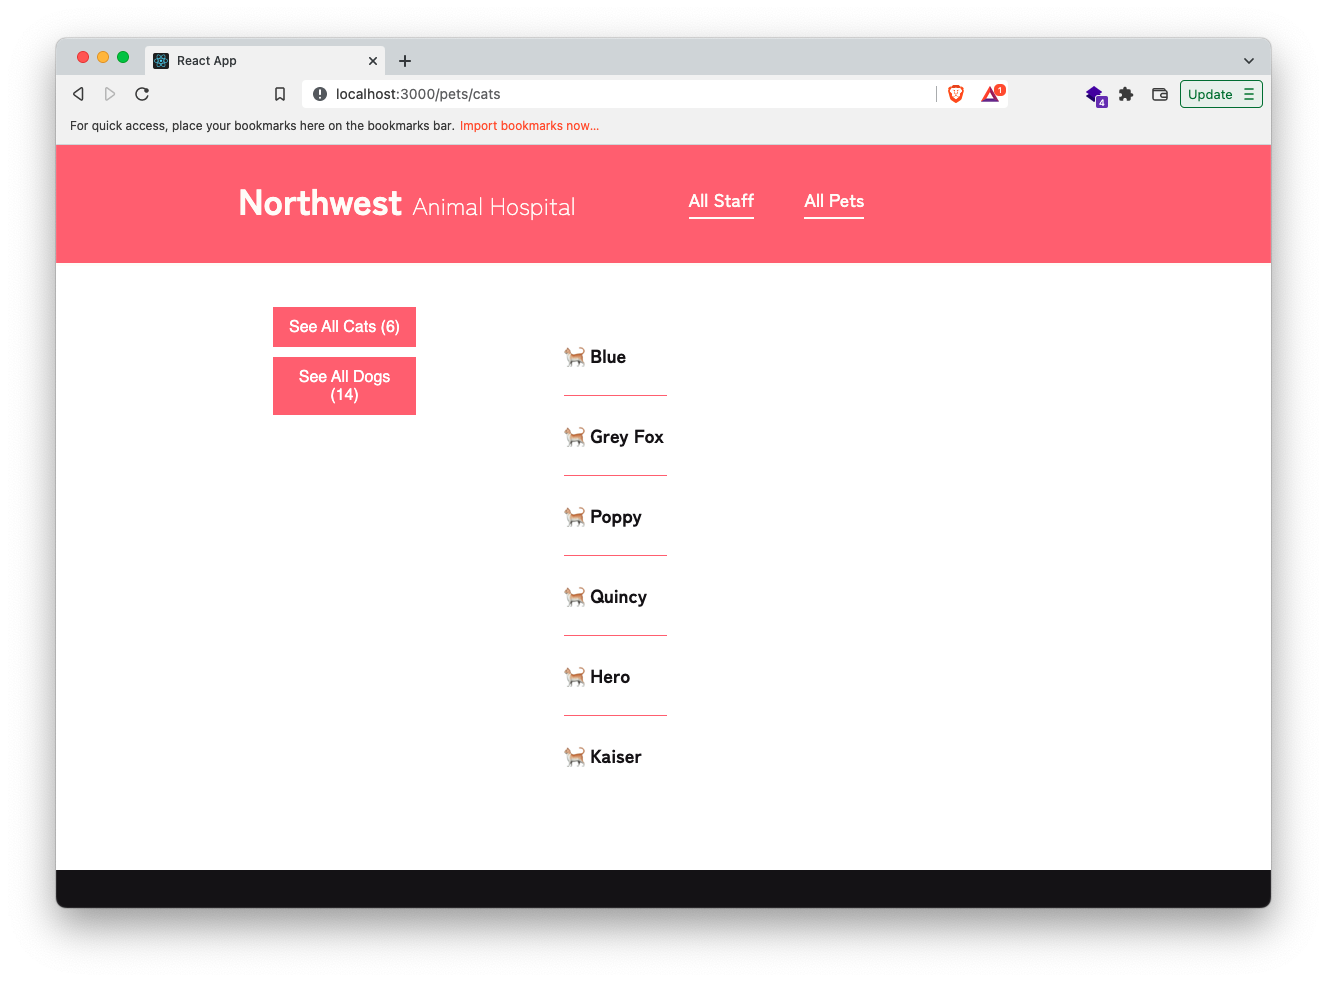 React App
localhost:3000/pets/cats
1
4
Update
For quick access, place your bookmarks here on the bookmarks bar. Import bookmarks now...
Northwest Animal Hospital
All Staff
All Pets
See All Cats (6)
See All Dogs
(14)
Blue
Grey Fox
Poppy
Quincy
Hero
Kaiser